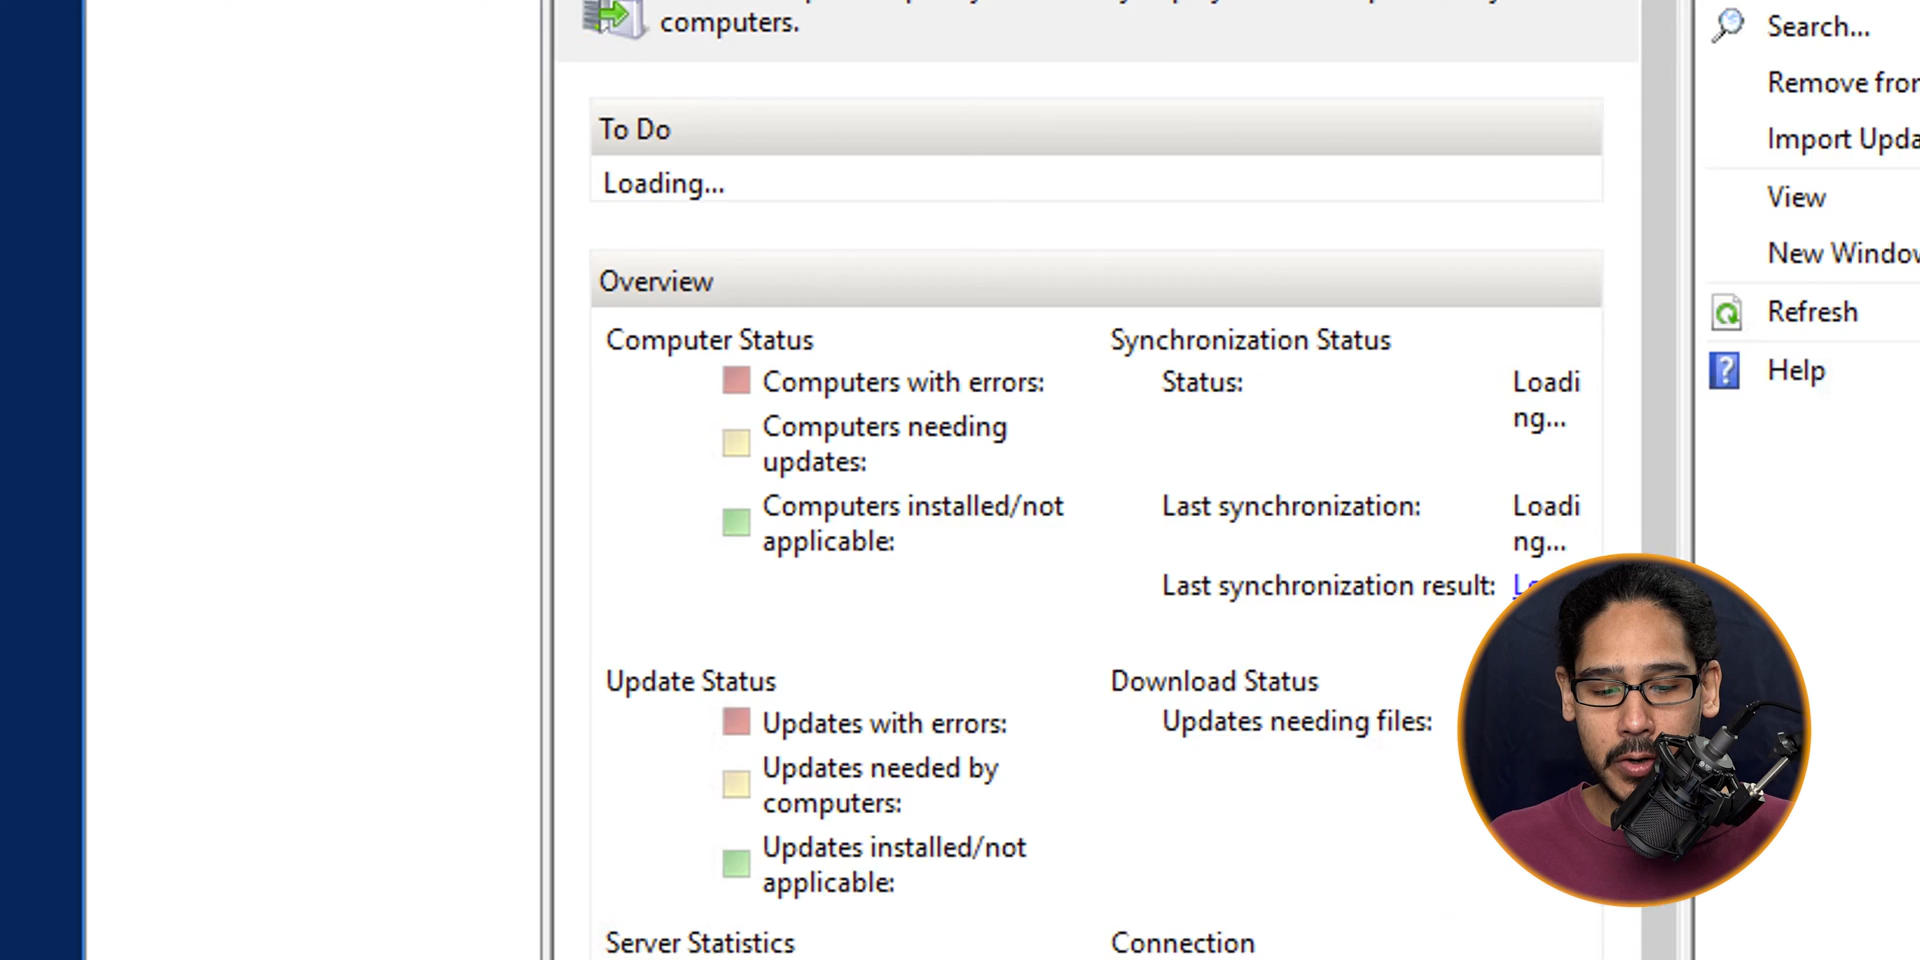 computers.
To Do
Loading...
Overview
Computer Status
Computers with errors:
Computers needing
updates:
Computers installed/not
applicable:
Synchronization Status
Status:
Loadi
ng...
Last synchronization:
Loadi
ng...
Last synchronization result:
Update Status
Updates with errors:
Updates needed by
computers:
Updates installed/not
applicable:
Download Status
Updates needing files:
Server Statistics
Connection
Search...
Remove
Import
View
New
Refresh
Help